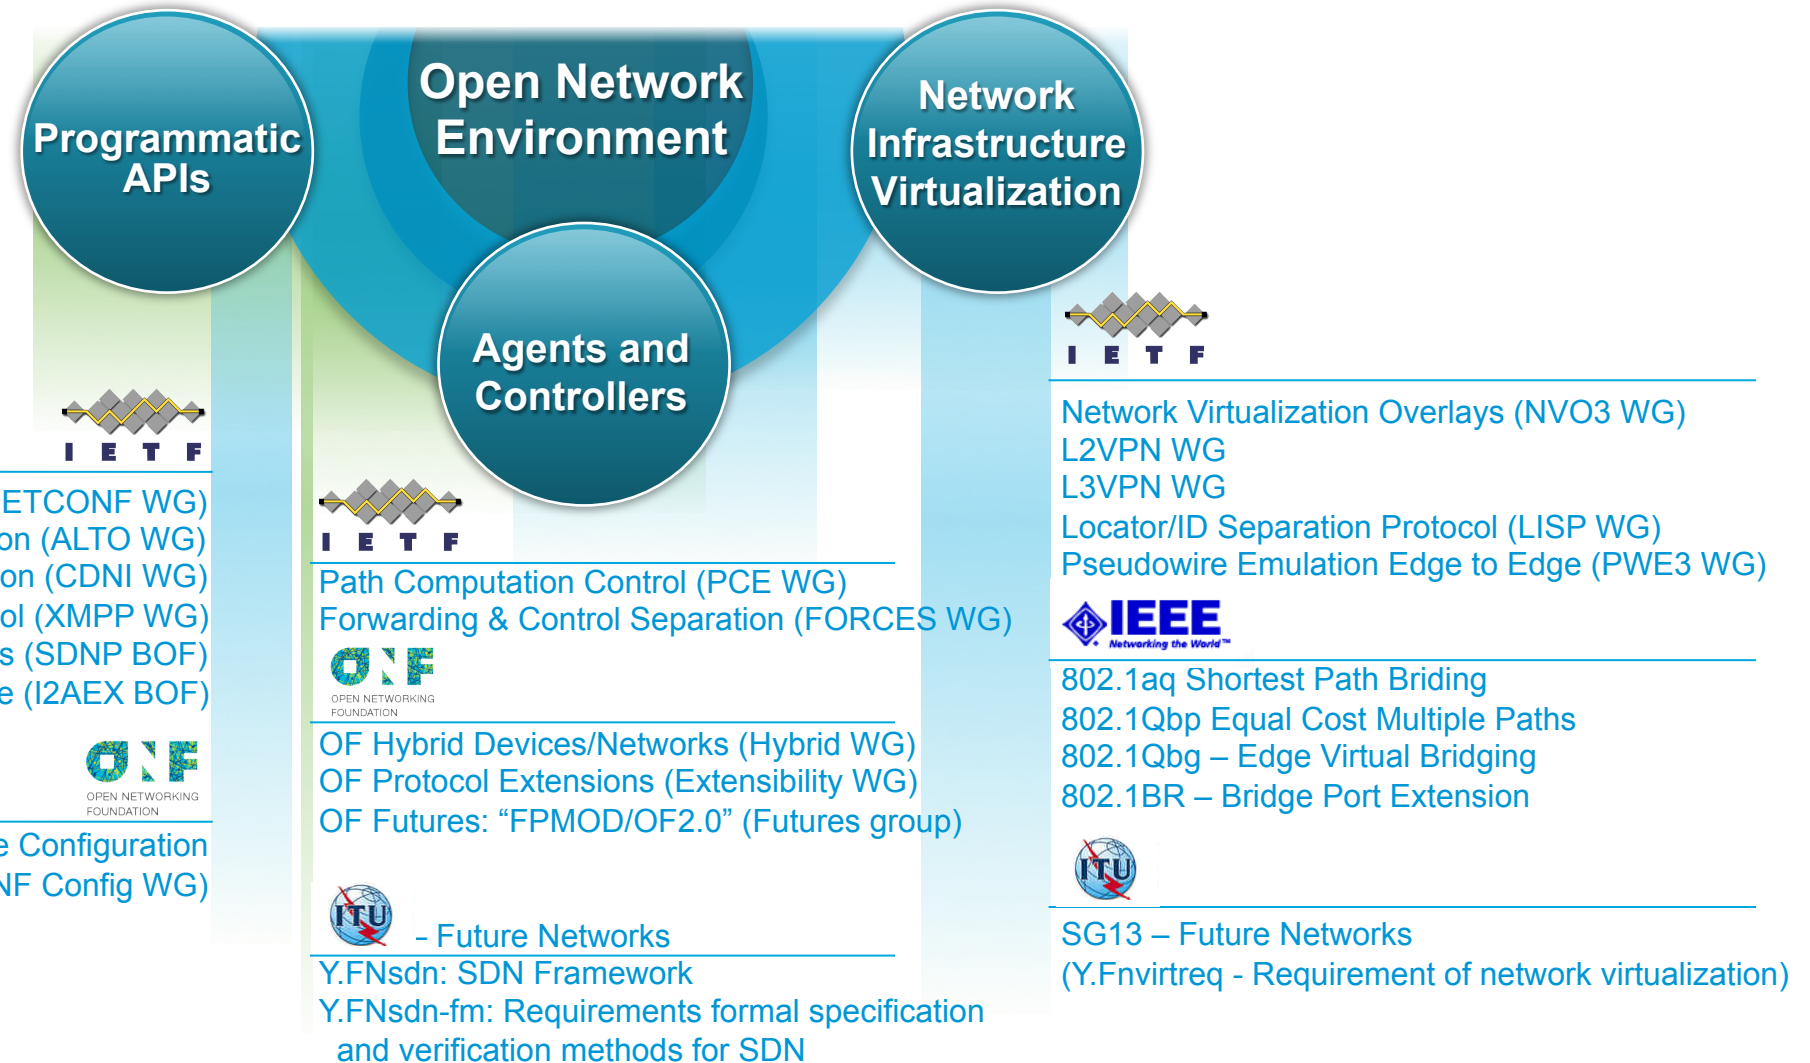 Programmatic
APIs
Open Network
Environment
Network
Infrastructure
Virtualization
Agents and
Controllers
I E T F
ETCONF WG)
on (ALTO WG)
on (CDNI WG)
ol (XMPP WG)
s (SDNP BOF)
e (I2AEX BOF)
ONF
OPEN NETWORKING
FOUNDATION
e Configuration
NF Config WG)
I E T F
Path Computation Control (PCE WG)
Forwarding & Control Separation (FORCES WG)
ONF
OPEN NETWORKING
FOUNDATION
OF Hybrid Devices/Networks (Hybrid WG)
OF Protocol Extensions (Extensibility WG)
OF Futures: “FPMOD/OF2.0” (Futures group)
ITU
– Future Networks
Y.FNsdn: SDN Framework
Y.FNsdn-fm: Requirements formal specification
and verification methods for SDN
I E T F
Network Virtualization Overlays (NVO3 WG)
L2VPN WG
L3VPN WG
Locator/ID Separation Protocol (LISP WG)
Pseudowire Emulation Edge to Edge (PWE3 WG)
IEEE
Networking the World™
802.1aq Shortest Path Briding
802.1Qbp Equal Cost Multiple Paths
802.1Qbg – Edge Virtual Bridging
802.1BR – Bridge Port Extension
ITU
SG13 – Future Networks
(Y.Fnvirtreq - Requirement of network virtualization)